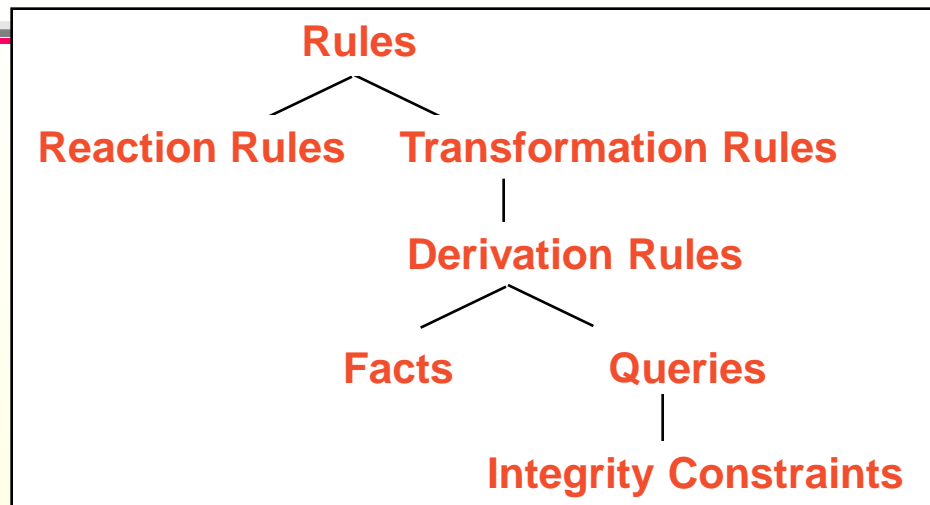 Rules
Reaction Rules Transformation Rules
Derivation Rules
Facts Queries
Integrity Constraints